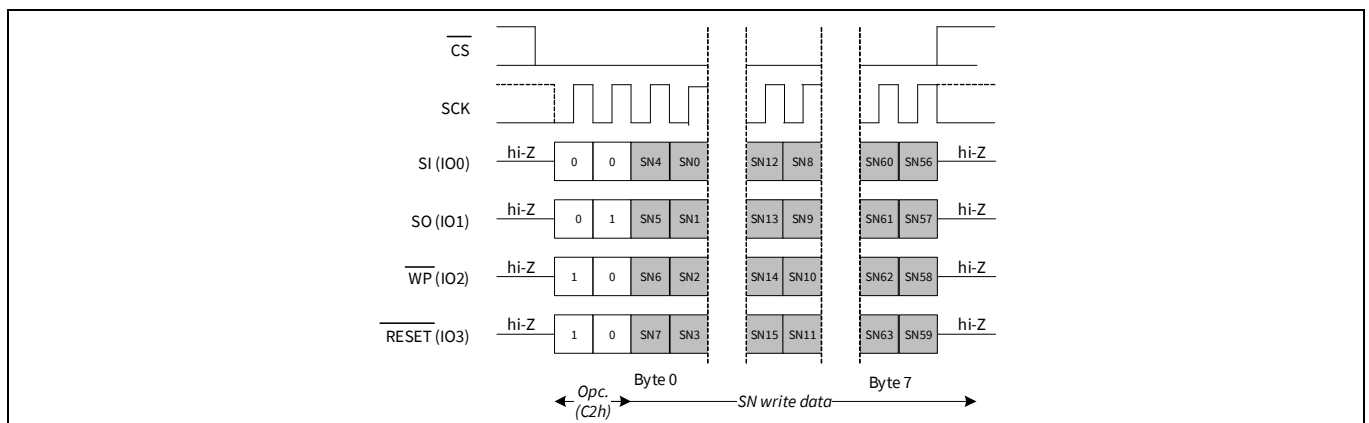 CS
SCK
SI (IO0) hi-Z 0 0 SN4 SN0 SN12 SN8 SN60 SN56 hi-Z
SO (IO1) hi-Z 0 1 SN5 SN1 SN13 SN9 SN61 SN57 hi-Z
WP (IO2) hi-Z 1 0 SN6 SN2 SN14 SN10 SN62 SN58 hi-Z
RESET (IO3) hi-Z 1 0 SN7 SN3 SN15 SN11 SN63 SN59 hi-Z
Byte 0 Byte 7
Opc. SN write data
(C2h)